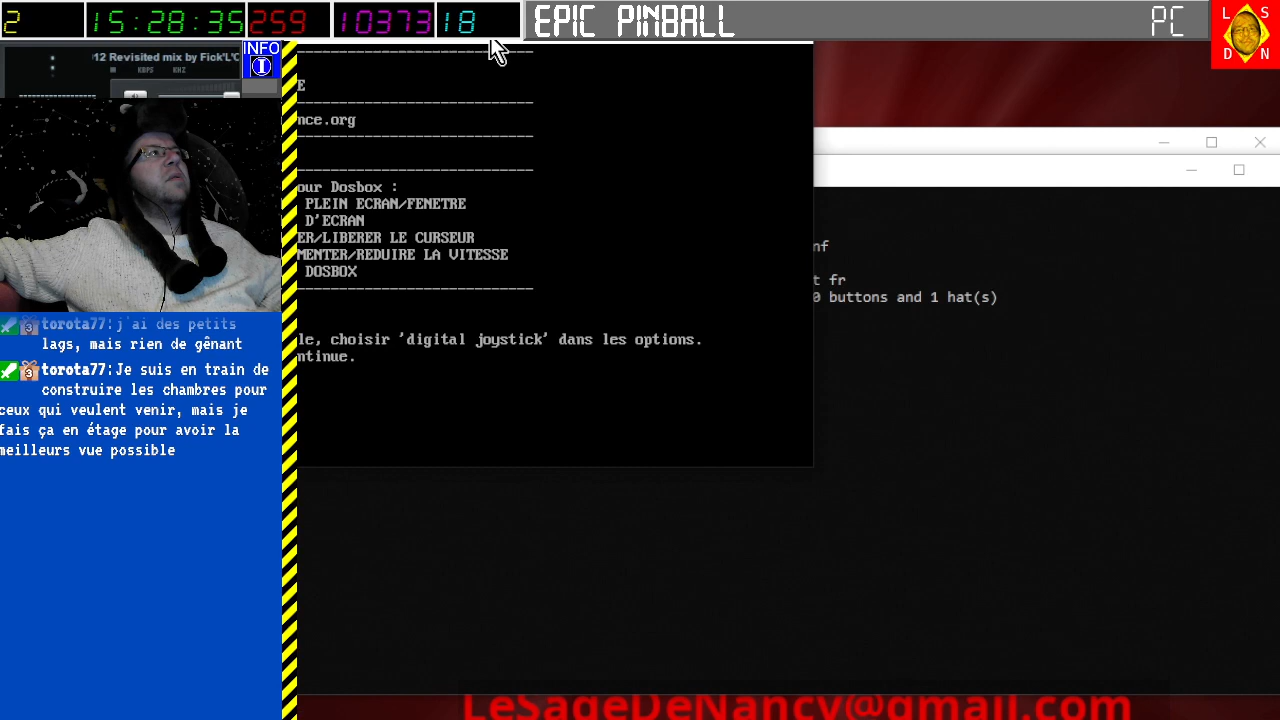 2
15:28:35
259
10373
18
EPIC PINBALL
PC
L S
D N
12 Revisited mix by Fick'L'O
KBPS KHZ
INFO
E
nce.org
our Dosbox :
PLEIN ECRAN/FENETRE
D'ECRAN
ER/LIBERER LE CURSEUR
MENTER/REDUIRE LA VITESSE
DOSBOX
le, choisir 'digital joystick' dans les options.
ntinue.
nf
t fr
0 buttons and 1 hat(s)
3 torota77: j'ai des petits
lags, mais rien de gênant
3 torota77: Je suis en train de
construire les chambres pour
ceux qui veulent venir, mais je
fais ça en étage pour avoir la
meilleurs vue possible
LeSageDeNancy@gmail.com